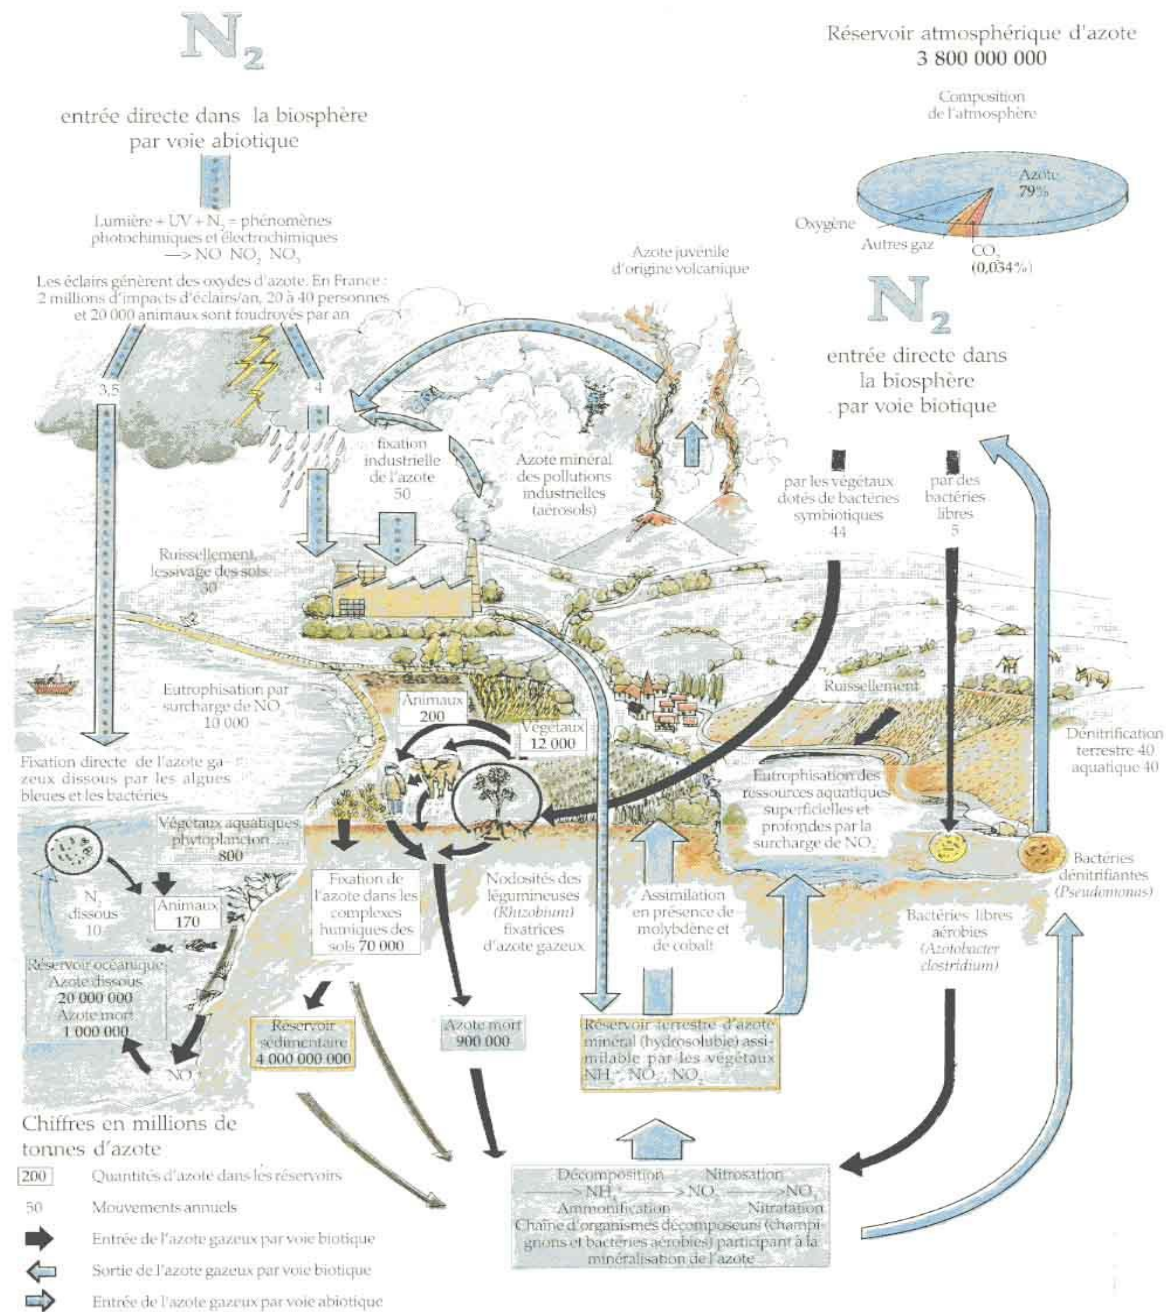 N₂
entrée directe dans la biosphère
par voie abiotique
Lumière + UV + N₂ = phénomènes
photochimiques et électrochimiques
—> NO NO₂ NO₃
Les éclairs génèrent des oxydes d'azote. En France :
2 millions d'impacts d'éclairs/an, 20 à 40 personnes
et 20 000 animaux sont foudroyés par an
Réservoir atmosphérique d'azote
3 800 000 000
Composition
de l'atmosphère
Azote
79%
Oxygène
Autres gaz
CO₂
(0,034%)
Azote juvénile
d'origine volcanique
N₂
entrée directe dans
la biosphère
par voie biotique
3,5
4
fixation
industrielle
de l'azote
50
Azote minéral
des pollutions
industrielles
(aérosols)
par les végétaux
dotés de bactéries
symbiotiques
44
par des
bactéries
libres
5
Ruissellement,
lessivage des sols
30
Eutrophisation par
surcharge de NO
10 000
Animaux
200
Végétaux
12 000
Ruissellement
Dénitrification
terrestre 40
aquatique 40
Fixation directe de l'azote ga-
zeux dissous par les algues
bleues et les bactéries
Eutrophisation des
ressources aquatiques
superficielles et
profondes par la
surcharge de NO
Végétaux aquatiques,
phytoplancton
800
N₂
dissous
10
Animaux
170
Fixation de
l'azote dans les
complexes
humiques des
sols 70 000
Nodosités des
légumineuses
(Rhizobium)
fixatrices
d'azote gazeux
Assimilation
en présence de
molybdène et
de cobalt
Bactéries libres
aérobies
(Azotobacter
clostridium)
Bactéries
dénitrifiantes
(Pseudomonas)
Réservoir océanique
Azote dissous
20 000 000
Azote mort
1 000 000
NO
Réservoir
sédimentaire
4 000 000 000
Azote mort
900 000
Réservoir terrestre d'azote
minéral (hydrosoluble) assi-
milable par les végétaux
NH₄⁺, NO₃⁻, NO₂⁻
Décomposition Nitrosation
—> NH —> NO —> NO
Ammonification Nitratation
Chaîne d'organismes décomposeurs (champi-
gnons et bactéries aérobies) participant à la
minéralisation de l'azote
Chiffres en millions de
tonnes d'azote
200 Quantités d'azote dans les réservoirs
50 Mouvements annuels
Entrée de l'azote gazeux par voie biotique
Sortie de l'azote gazeux par voie biotique
Entrée de l'azote gazeux par voie abiotique